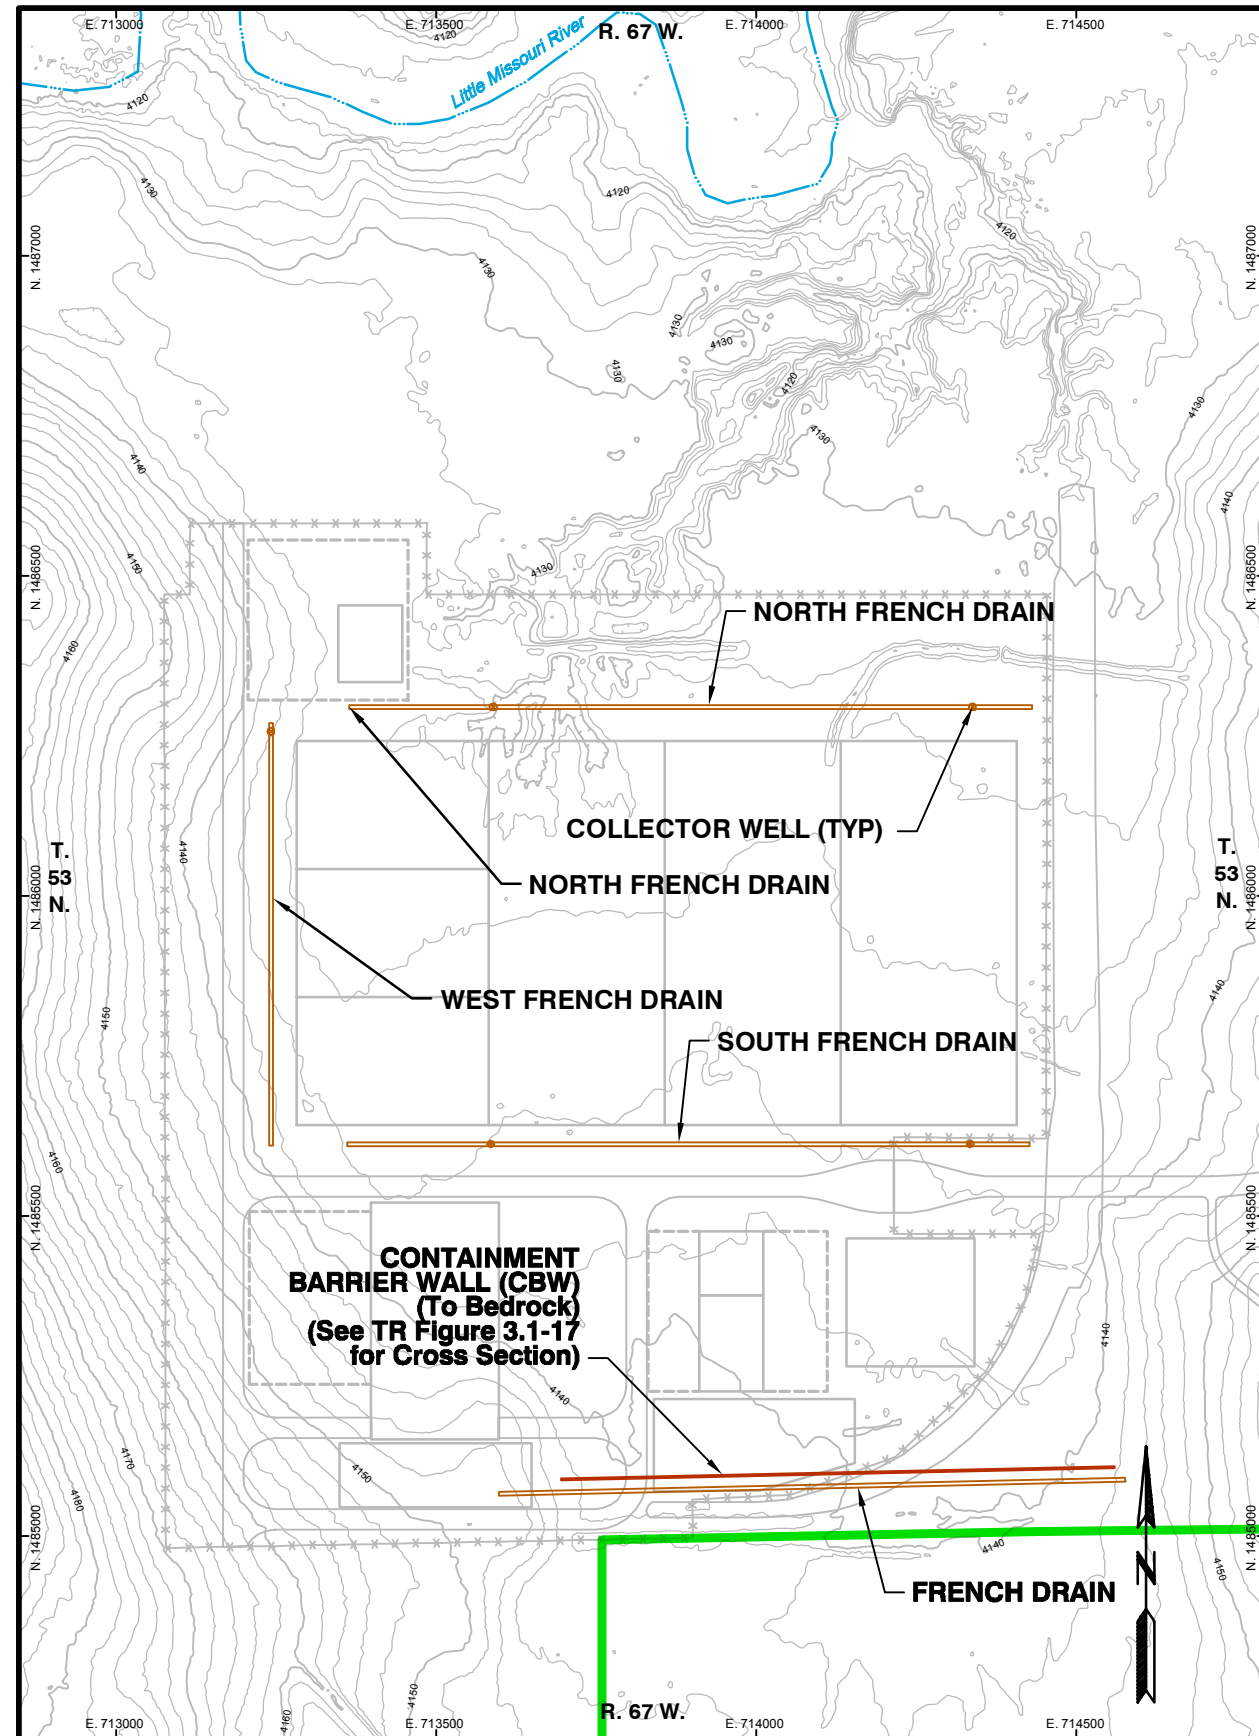 E. 713000
E. 713500
R. 67 W.
E. 714000
E. 714500
4120
Little Missouri River
4120
4130
4120
4120
N. 1487000
N. 1487000
4130
4130
4130
4130
4120
4130
4130
4140
4140
4150
4130
N. 1486500
N. 1486500
NORTH FRENCH DRAIN
4160
COLLECTOR WELL (TYP)
T.
53
N.
T.
53
N.
4140
N. 1486000
N. 1486000
NORTH FRENCH DRAIN
WEST FRENCH DRAIN
4140
4150
SOUTH FRENCH DRAIN
4160
N. 1485500
N. 1485500
CONTAINMENT
BARRIER WALL (CBW)
(To Bedrock)
(See TR Figure 3.1-17
for Cross Section)
4140
4140
4170
4150
4180
N. 1485000
N. 1485000
4140
4150
N
FRENCH DRAIN
4150
4160
R. 67 W.
E. 713000
E. 713500
E. 714000
E. 714500